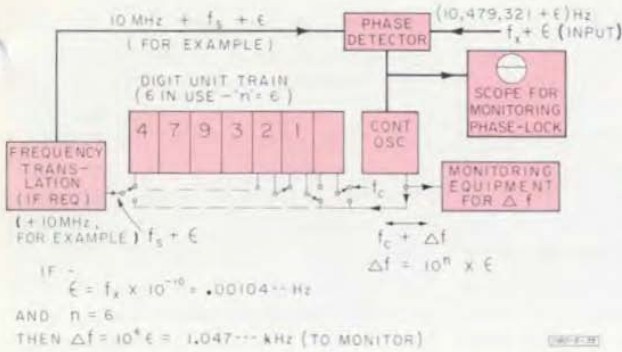 10 MHz + fs + ϵ
(FOR EXAMPLE)
PHASE
DETECTOR
(10,479,321 + ϵ) Hz
fx + ϵ (INPUT)
DIGIT UNIT TRAIN
(6 IN USE - 'n' = 6)
4 7 9 3 2 1
CONT
OSC
SCOPE FOR
MONITORING
PHASE-LOCK
FREQUENCY
TRANS-
LATION
(IF REQ)
fc
MONITORING
EQUIPMENT
FOR Δf
(+10MHz,
FOR EXAMPLE) fs + ϵ
fc + Δf
Δf = 10ⁿ × ϵ
IF -
ϵ = fx × 10⁻¹⁰ = .00104-- Hz
AND n = 6
THEN Δf = 10⁶ ϵ = 1.047--- kHz (TO MONITOR)